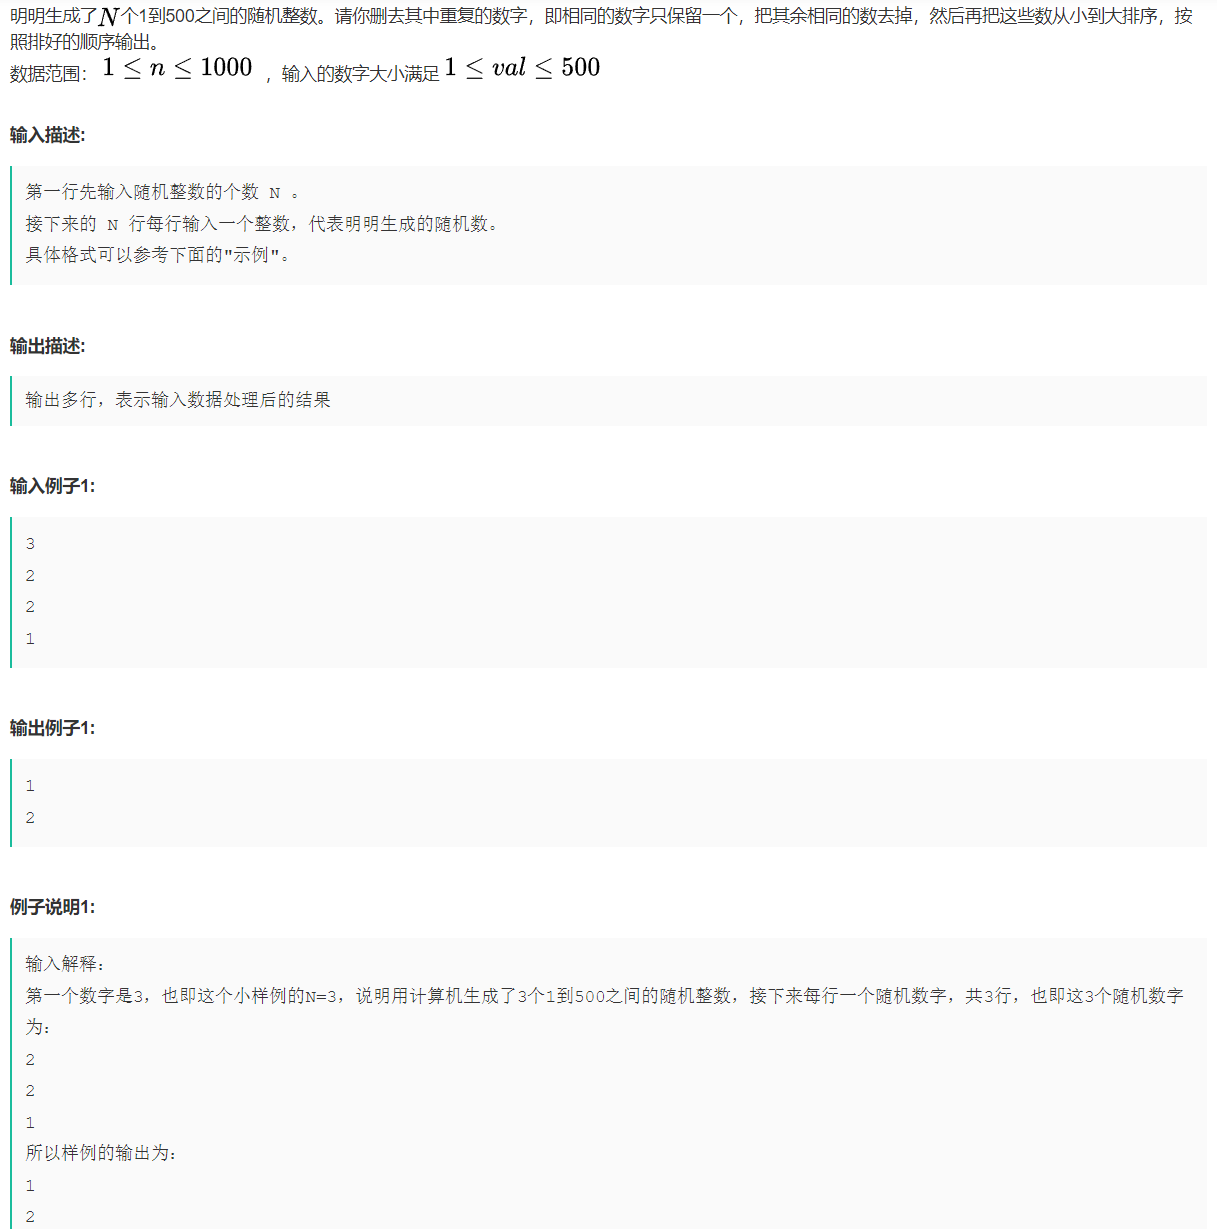 明明生成了N个1到500之间的随机整数。请你删去其中重复的数字，即相同的数字只保留一个，把其余相同的数去掉，然后再把这些数从小到大排序，按
照排好的顺序输出。
数据范围： 1 ≤ n ≤ 1000 ，输入的数字大小满足 1 ≤ val ≤ 500
输入描述:
第一行先输入随机整数的个数 N 。
接下来的 N 行每行输入一个整数，代表明明生成的随机数。
具体格式可以参考下面的"示例"。
输出描述:
输出多行，表示输入数据处理后的结果
输入例子1:
3
2
2
1
输出例子1:
1
2
例子说明1:
输入解释：
第一个数字是3，也即这个小样例的N=3，说明用计算机生成了3个1到500之间的随机整数，接下来每行一个随机数字，共3行，也即这3个随机数字
为：
2
2
1
所以样例的输出为：
1
2